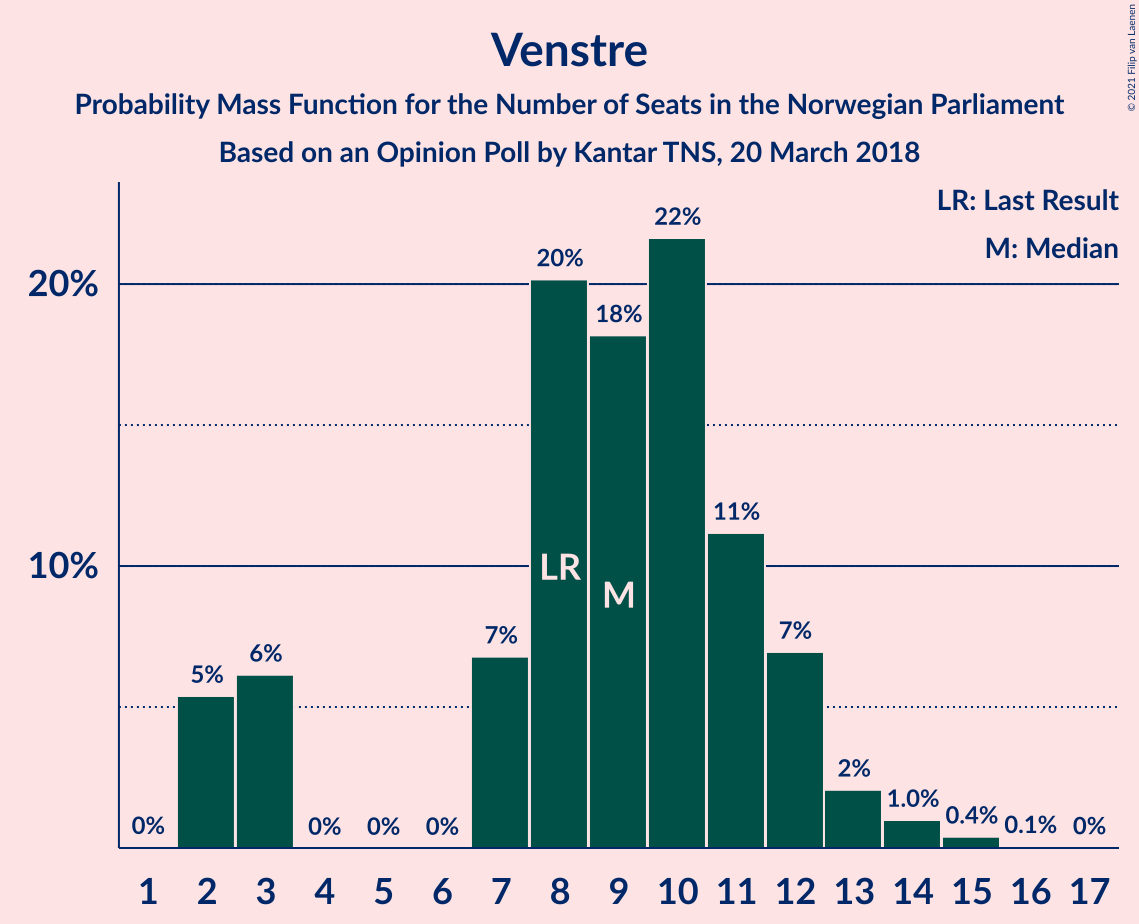 Venstre
Probability Mass Function for the Number of Seats in the Norwegian Parliament
Based on an Opinion Poll by Kantar TNS, 20 March 2018
© 2021 Filip van Laenen
LR: Last Result
M: Median
20%
10%
0%
5%
6%
0%
0%
0%
7%
20%
18%
22%
11%
7%
2%
1.0%
0.4%
0.1%
0%
LR
M
1 2 3 4 5 6 7 8 9 10 11 12 13 14 15 16 17